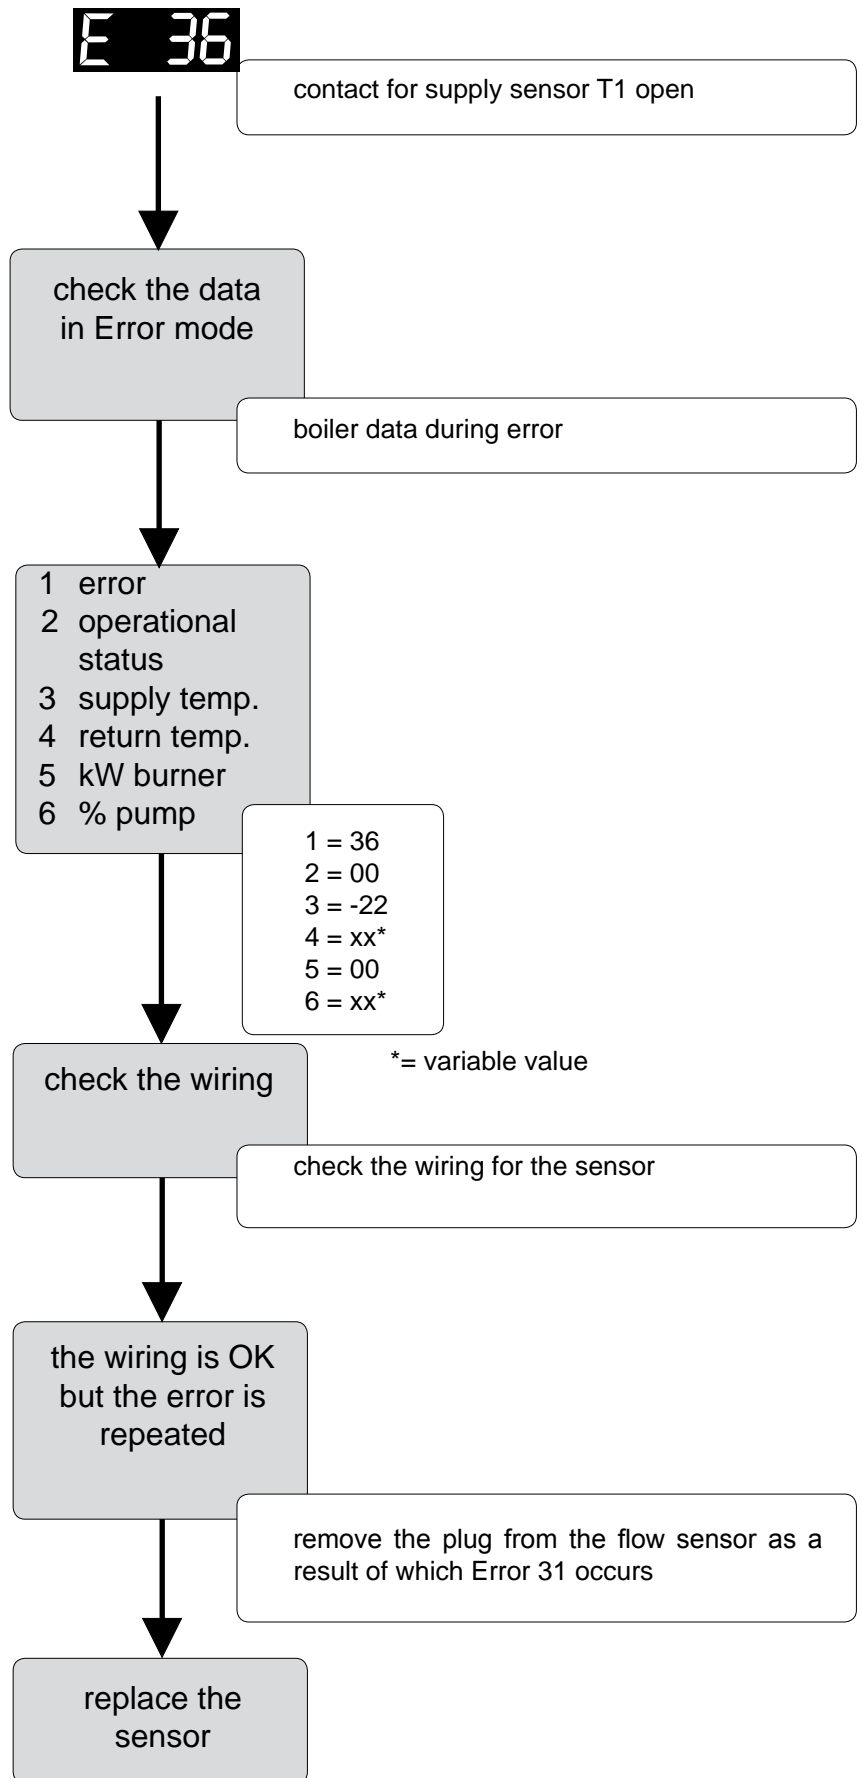 E 36
contact for supply sensor T1 open
check the data
in Error mode
boiler data during error
1 error
2 operational
status
3 supply temp.
4 return temp.
5 kW burner
6 % pump
1 = 36
2 = 00
3 = -22
4 = xx*
5 = 00
6 = xx*
*= variable value
check the wiring
check the wiring for the sensor
the wiring is OK
but the error is
repeated
remove the plug from the flow sensor as a
result of which Error 31 occurs
replace the
sensor